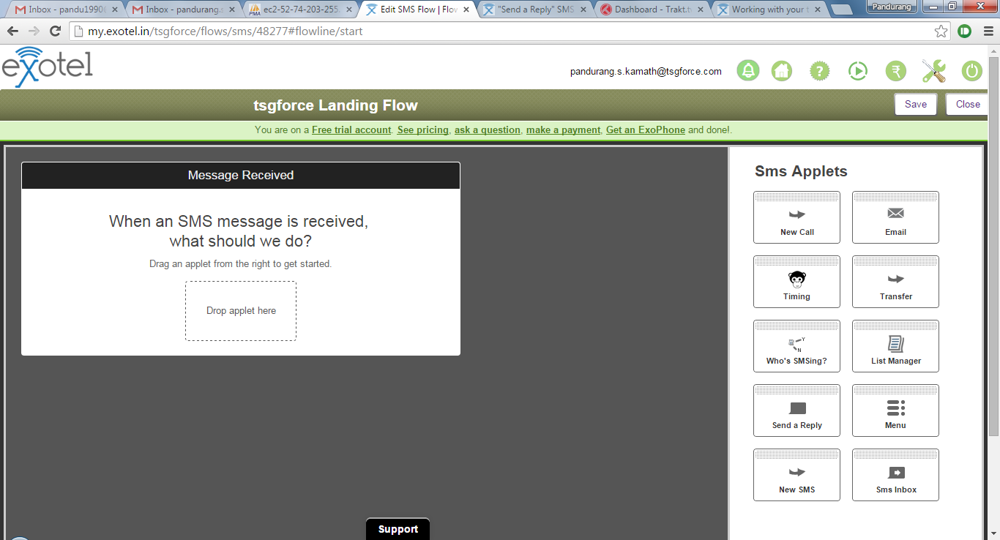 Inbox - pandu19906
Inbox - pandurang.s
PMA
ec2-52-74-203-255.
Edit SMS Flow | Flov
"Send a Reply" SMS
Dashboard - Trakt.tv
Working with your t
Pandurang
my.exotel.in/tsgforce/flows/sms/48277#flowline/start
exotel
pandurang.s.kamath@tsgforce.com
tsgforce Landing Flow
Save
Close
You are on a Free trial account. See pricing, ask a question, make a payment, Get an ExoPhone and done!.
Message Received
When an SMS message is received,
what should we do?
Drag an applet from the right to get started.
Drop applet here
Sms Applets
New Call
Email
Timing
Transfer
Y
N
Who's SMSing?
List Manager
Send a Reply
Menu
New SMS
Sms Inbox
Support